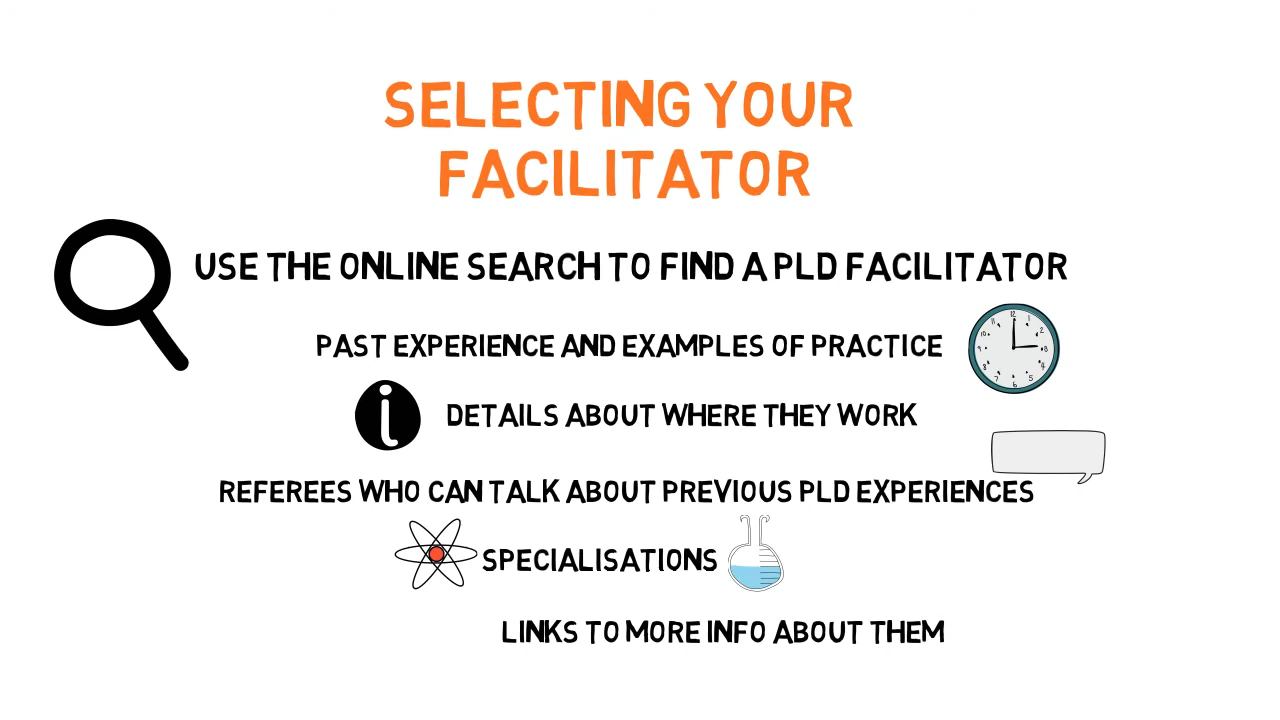 SELECTING YOUR
FACILITATOR
USE THE ONLINE SEARCH TO FIND A PLD FACILITATOR
PAST EXPERIENCE AND EXAMPLES OF PRACTICE
DETAILS ABOUT WHERE THEY WORK
REFEREES WHO CAN TALK ABOUT PREVIOUS PLD EXPERIENCES
SPECIALISATIONS
LINKS TO MORE INFO ABOUT THEM